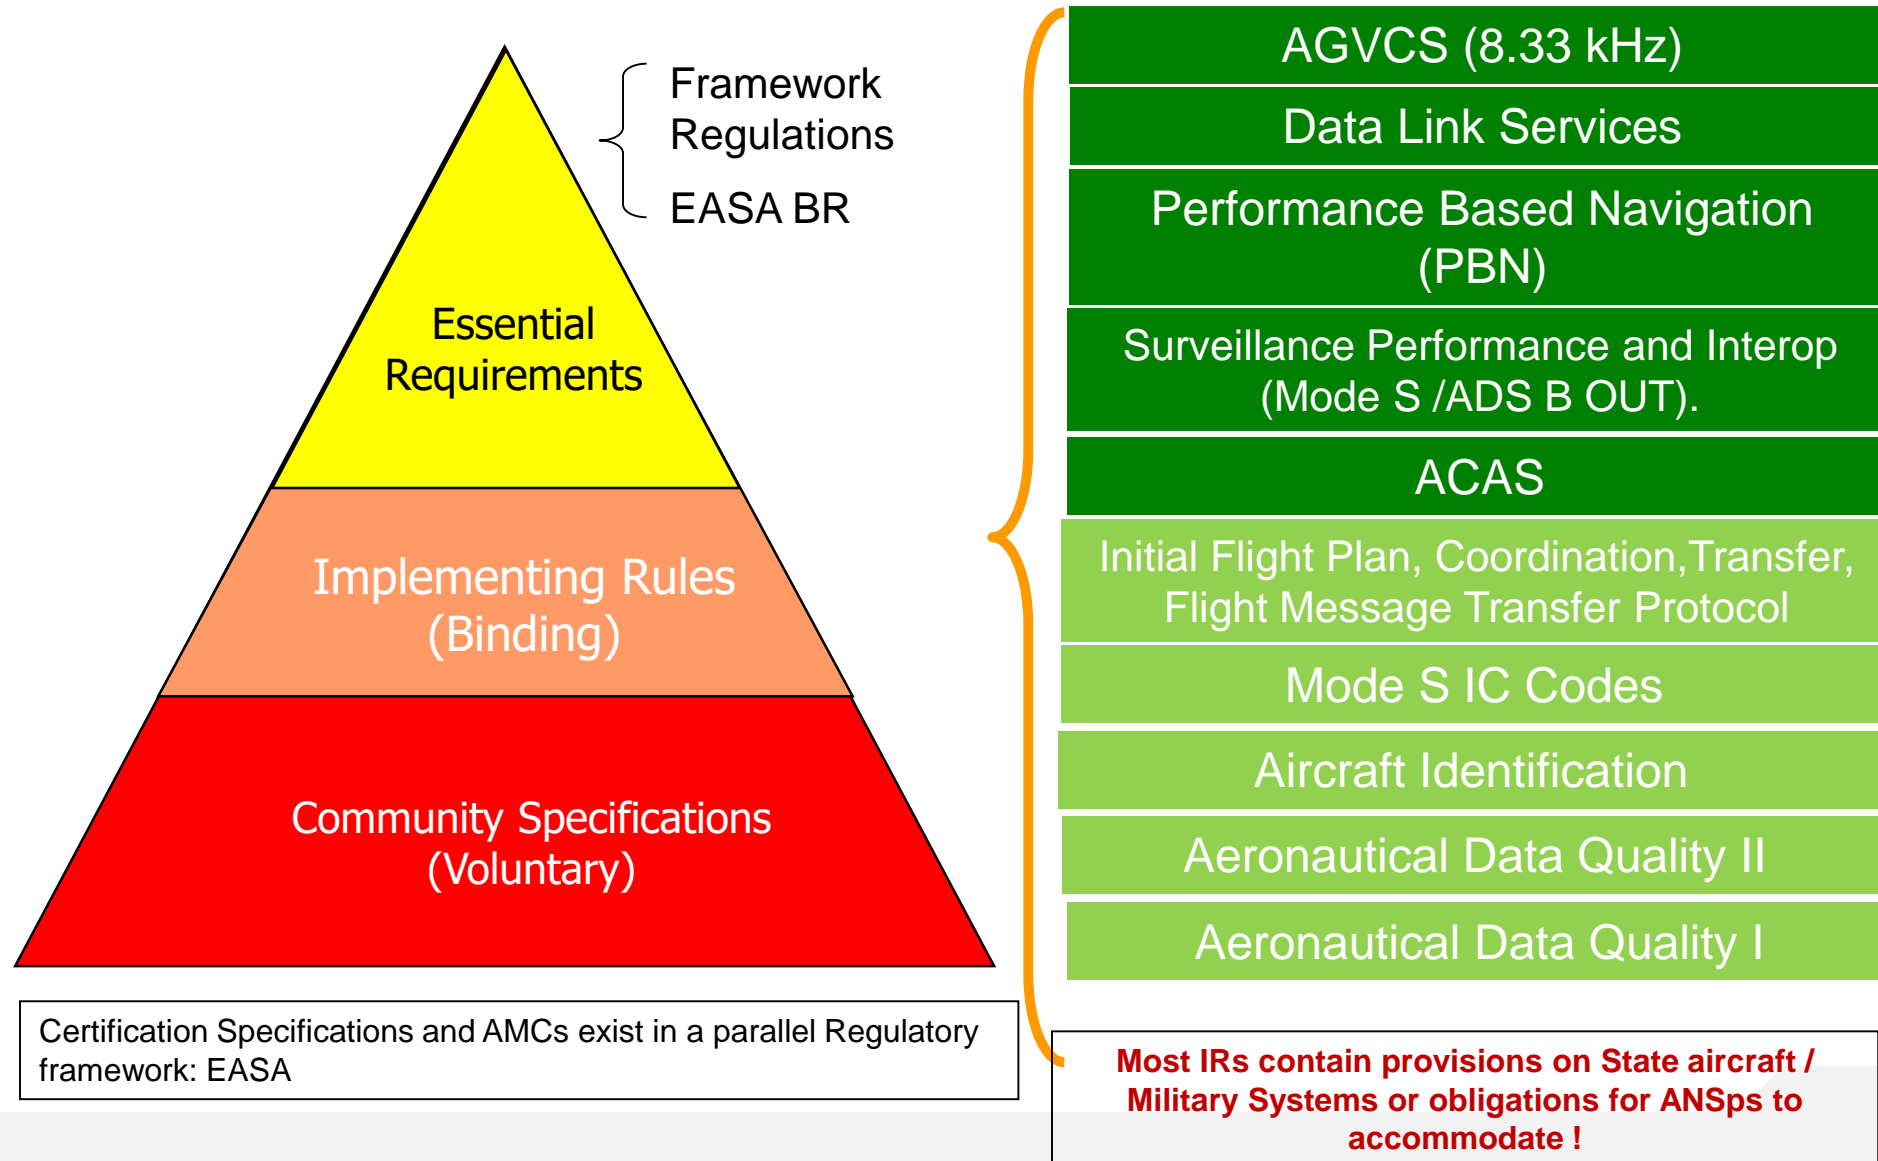 Framework
Regulations
EASA BR
Essential
Requirements
Implementing Rules
(Binding)
Community Specifications
(Voluntary)
Certification Specifications and AMCs exist in a parallel Regulatory
framework: EASA
AGVCS (8.33 kHz)
Data Link Services
Performance Based Navigation
(PBN)
Surveillance Performance and Interop
(Mode S /ADS B OUT).
ACAS
Initial Flight Plan, Coordination,Transfer,
Flight Message Transfer Protocol
Mode S IC Codes
Aircraft Identification
Aeronautical Data Quality II
Aeronautical Data Quality I
Most IRs contain provisions on State aircraft /
Military Systems or obligations for ANSps to
accommodate !